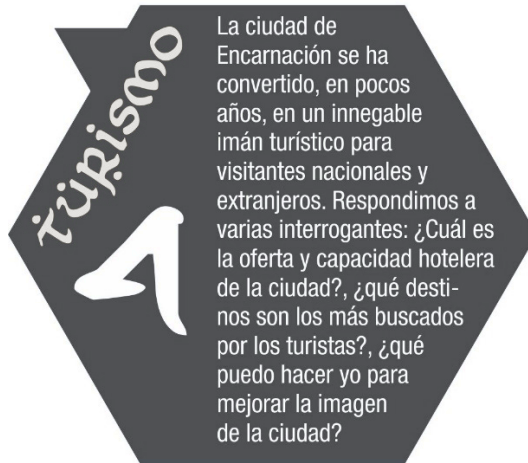 turismo
La ciudad de
Encarnación se ha
convertido, en pocos
años, en un innegable
imán turístico para
visitantes nacionales y
extranjeros. Respondimos a
varias interrogantes: ¿Cuál es
la oferta y capacidad hotelera
de la ciudad?, ¿qué desti-
nos son los más buscados
por los turistas?, ¿qué
puedo hacer yo para
mejorar la imagen
de la ciudad?